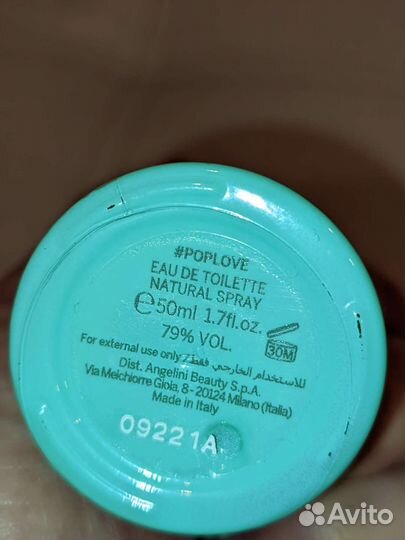 #POPLOVE
EAU DE TOILETTE
NATURAL SPRAY
℮50ml 1.7fl.oz.
79% VOL.
30M
For external use only / للاستخدام الخارجي فقط
Dist. Angelini Beauty S.p.A.
Via Melchiorre Gioia, 8 - 20124 Milano (Italia)
Made in Italy
09221A
Avito